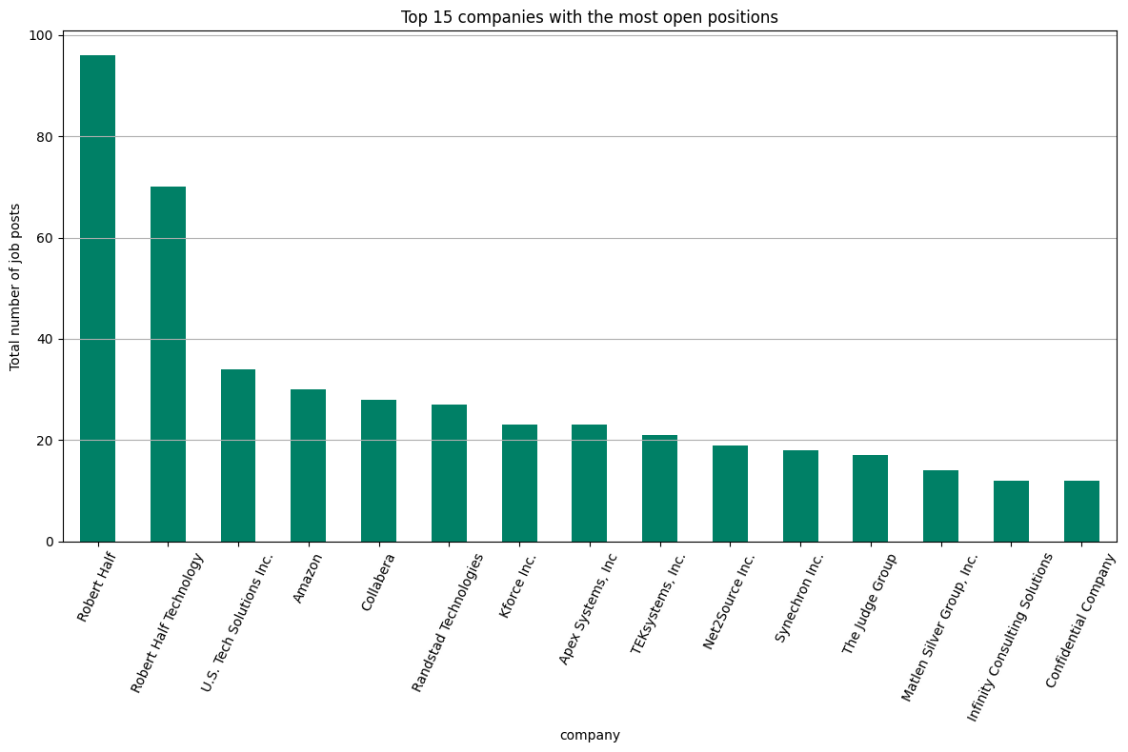 Top 15 companies with the most open positions
Total number of job posts
100
80
60
40
20
0
Robert Half
Robert Half Technology
U.S. Tech Solutions Inc.
Amazon
Collabera
Randstad Technologies
Kforce Inc.
Apex Systems, Inc
TEKsystems, Inc.
Net2Source Inc.
Synechron Inc.
The Judge Group
Matlen Silver Group, Inc.
Infinity Consulting Solutions
Confidential Company
company